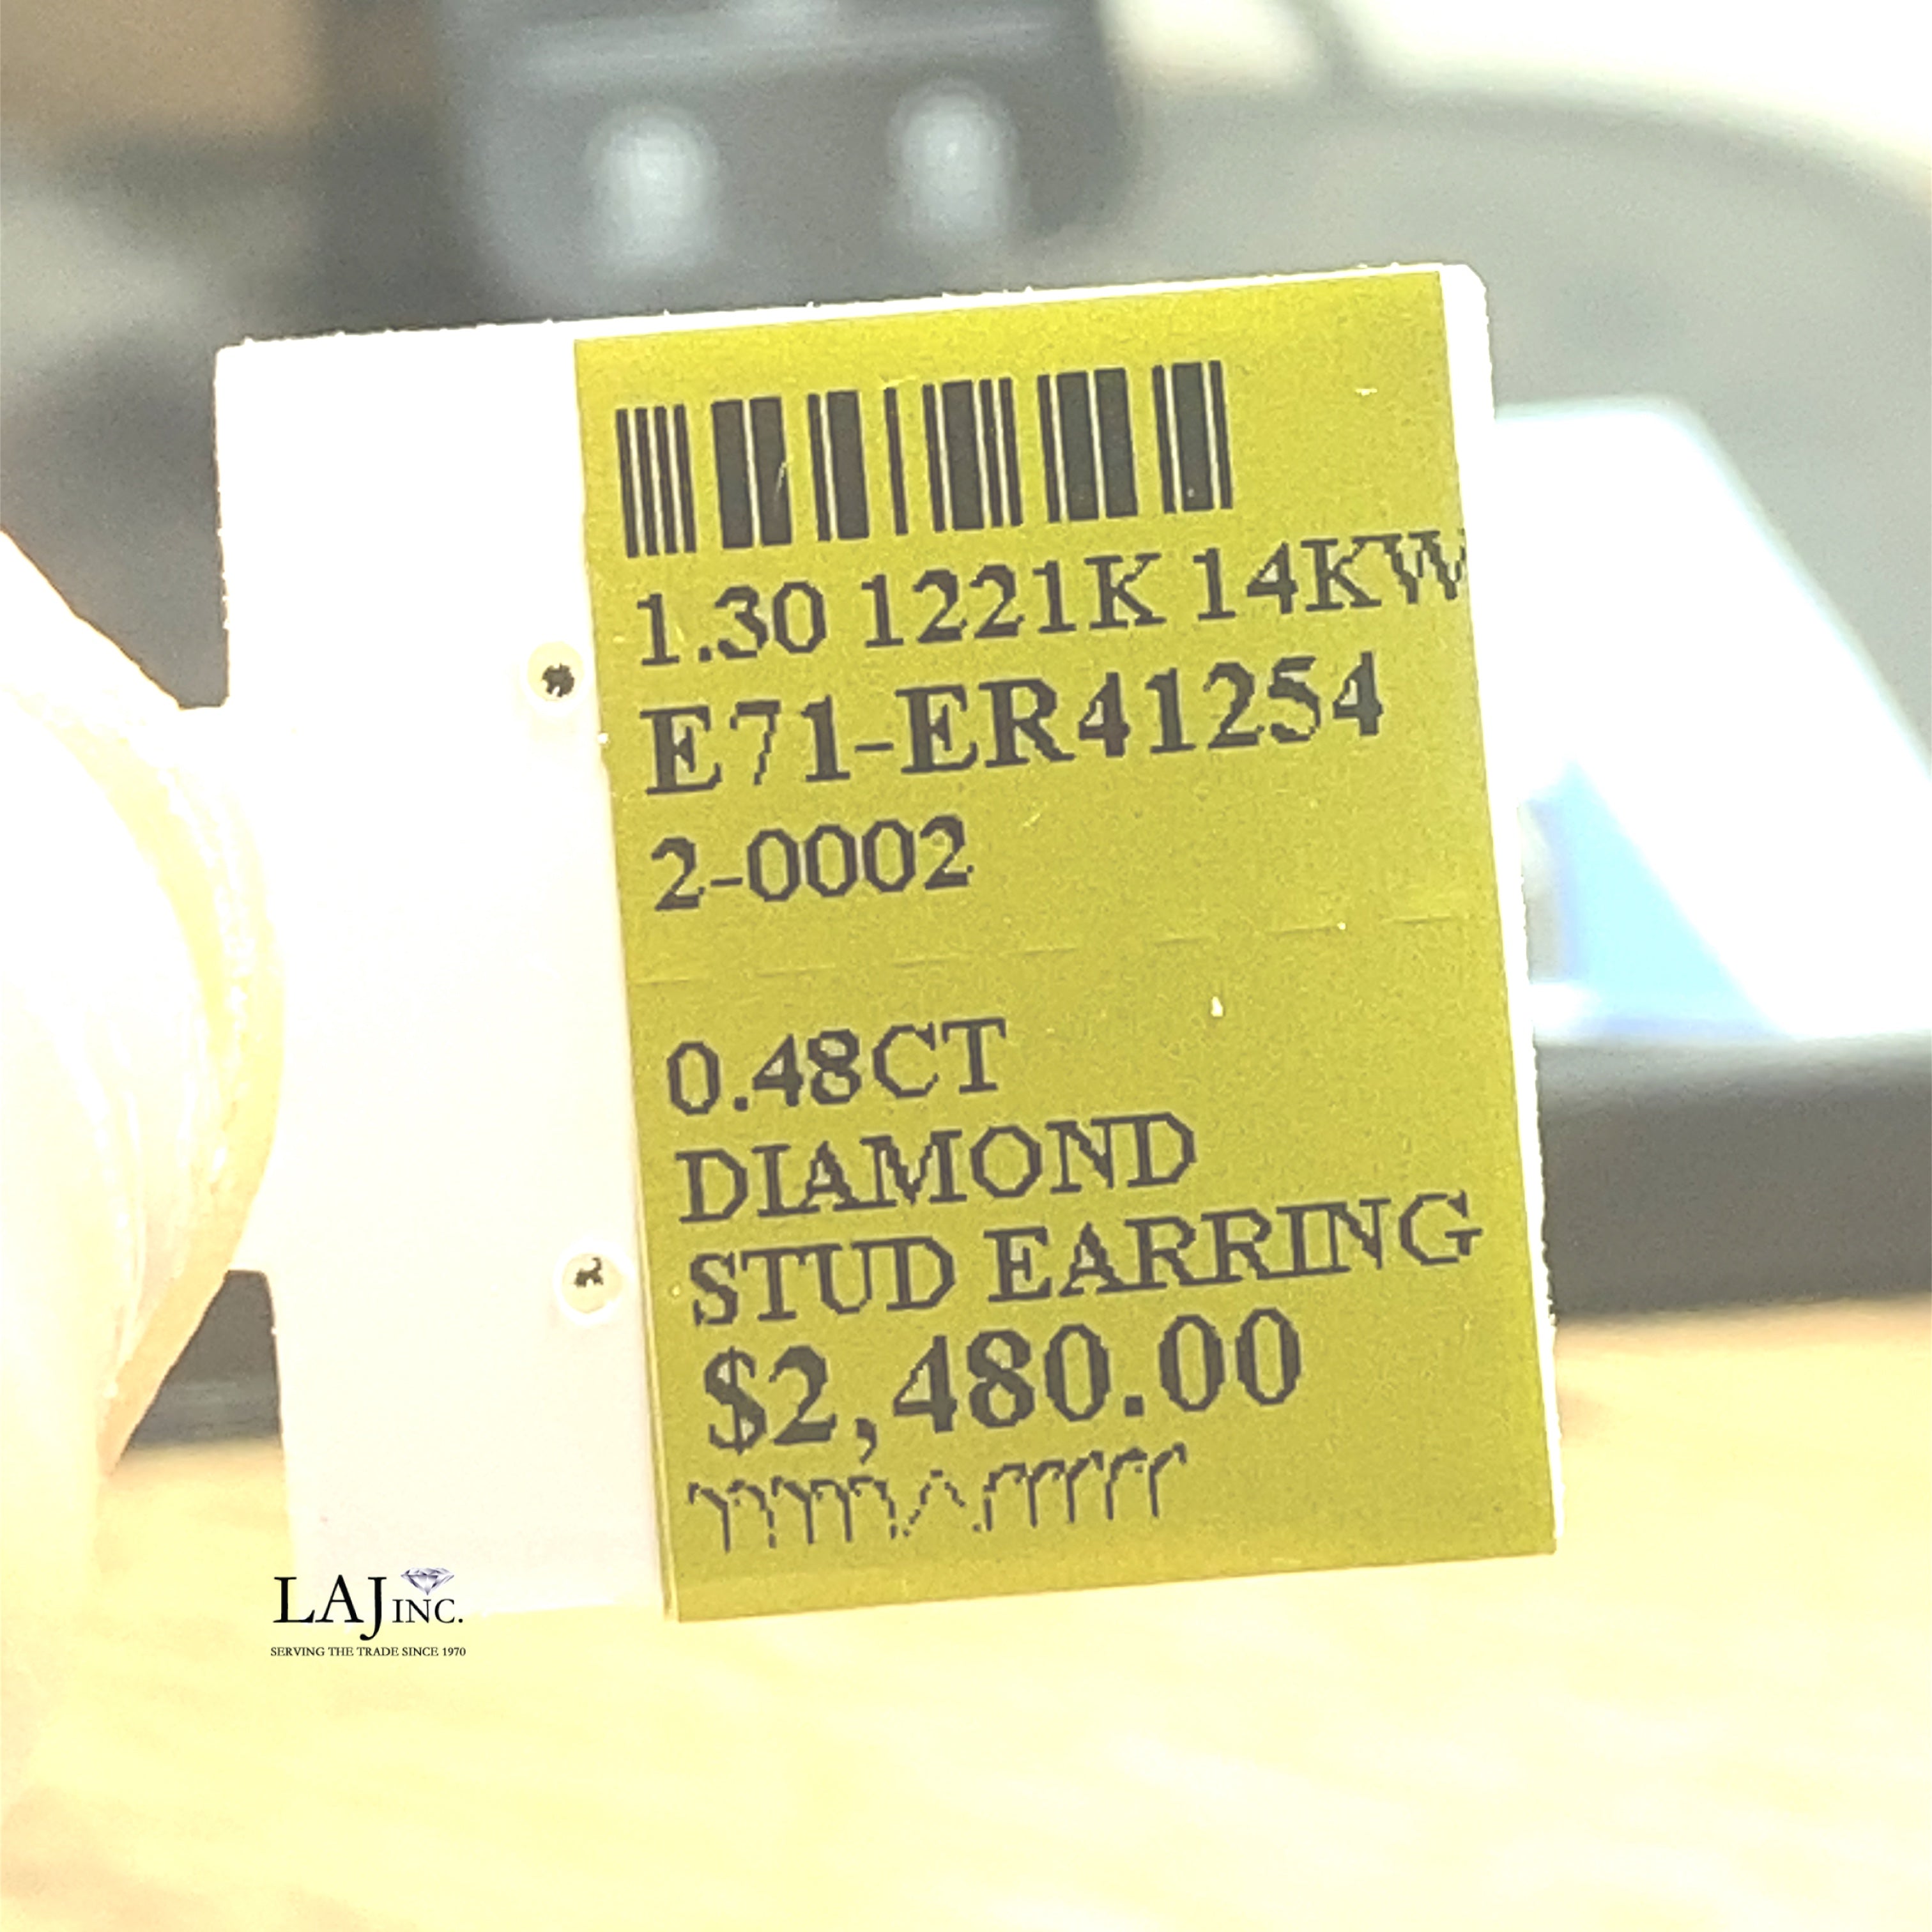 1.30 1221K 14KW
E71-ER41254
2-0002
0.48CT
DIAMOND
STUD EARRING
$2,480.00
LAJ INC.
SERVING THE TRADE SINCE 1970